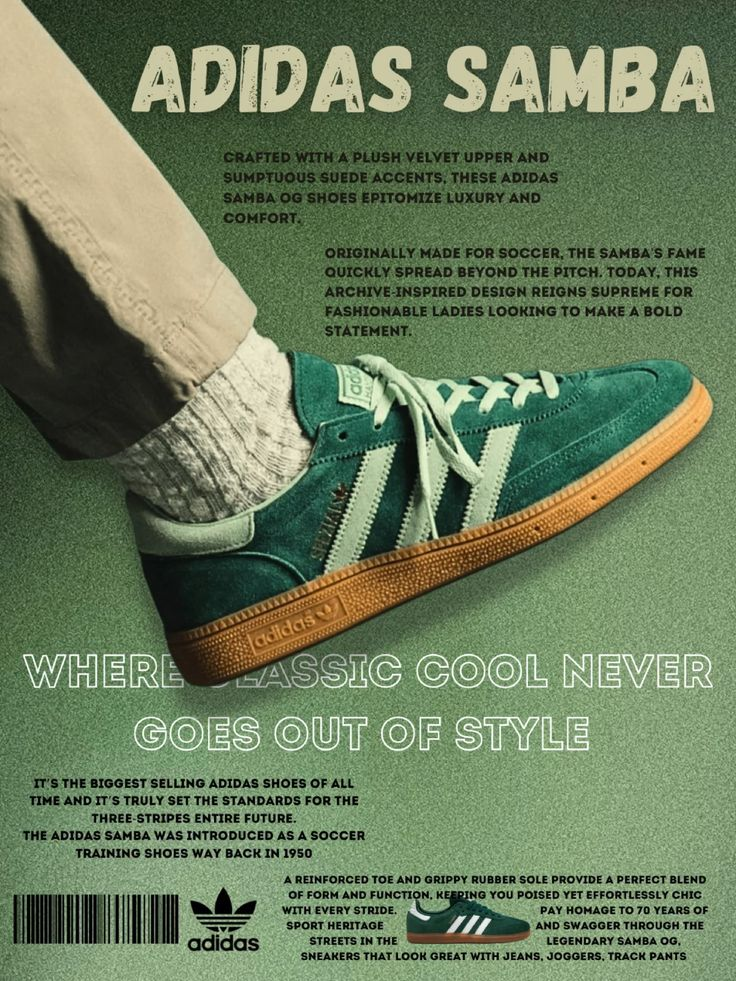 ADIDAS SAMBA
CRAFTED WITH A PLUSH VELVET UPPER AND
SUMPTUOUS SUEDE ACCENTS, THESE ADIDAS
SAMBA OG SHOES EPITOMIZE LUXURY AND
COMFORT.
ORIGINALLY MADE FOR SOCCER, THE SAMBA'S FAME
QUICKLY SPREAD BEYOND THE PITCH. TODAY, THIS
ARCHIVE-INSPIRED DESIGN REIGNS SUPREME FOR
FASHIONABLE LADIES LOOKING TO MAKE A BOLD
STATEMENT.
adidas
WHERE CLASSIC COOL NEVER
GOES OUT OF STYLE
IT'S THE BIGGEST SELLING ADIDAS SHOES OF ALL
TIME AND IT'S TRULY SET THE STANDARDS FOR THE
THREE-STRIPES ENTIRE FUTURE.
THE ADIDAS SAMBA WAS INTRODUCED AS A SOCCER
TRAINING SHOES WAY BACK IN 1950
A REINFORCED TOE AND GRIPPY RUBBER SOLE PROVIDE A PERFECT BLEND
OF FORM AND FUNCTION, KEEPING YOU POISED YET EFFORTLESSLY CHIC
WITH EVERY STRIDE. PAY HOMAGE TO 70 YEARS OF
SPORT HERITAGE AND SWAGGER THROUGH THE
STREETS IN THE LEGENDARY SAMBA OG,
SNEAKERS THAT LOOK GREAT WITH JEANS, JOGGERS, TRACK PANTS
adidas